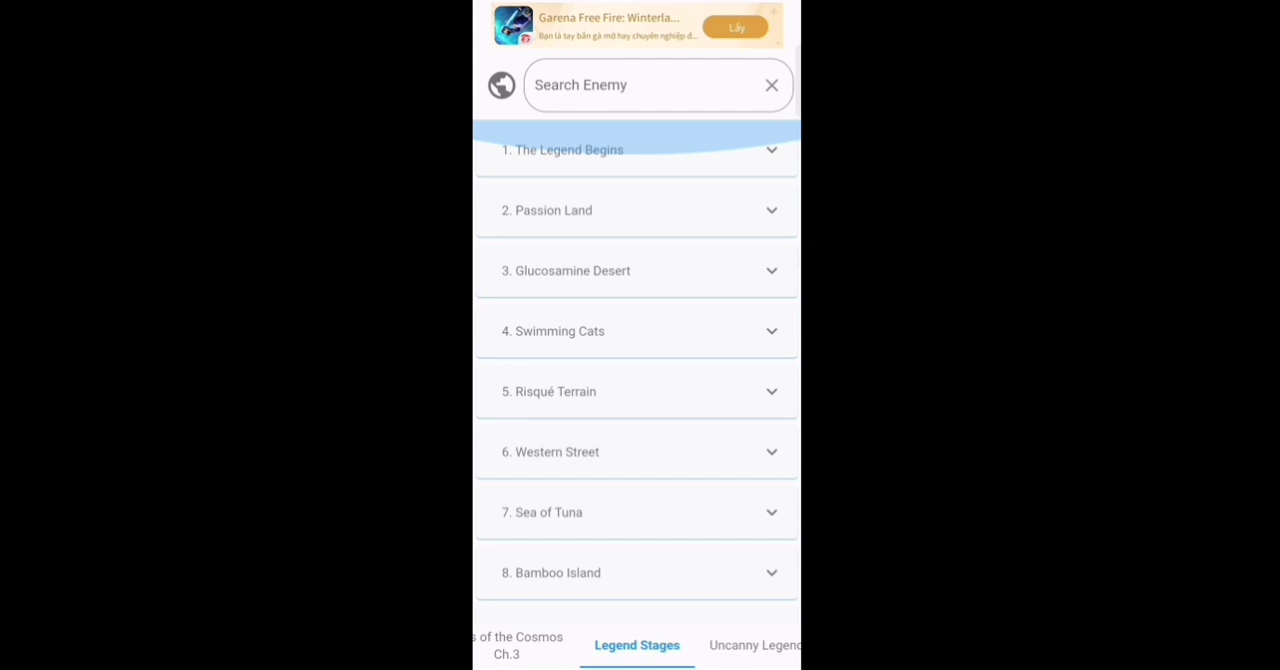 Garena Free Fire: Winterla...
Bạn là tay bắn gà mờ hay chuyên nghiệp đ...
Lấy
Search Enemy
1. The Legend Begins
2. Passion Land
3. Glucosamine Desert
4. Swimming Cats
5. Risqué Terrain
6. Western Street
7. Sea of Tuna
8. Bamboo Island
s of the Cosmos
Ch.3
Legend Stages
Uncanny Legend